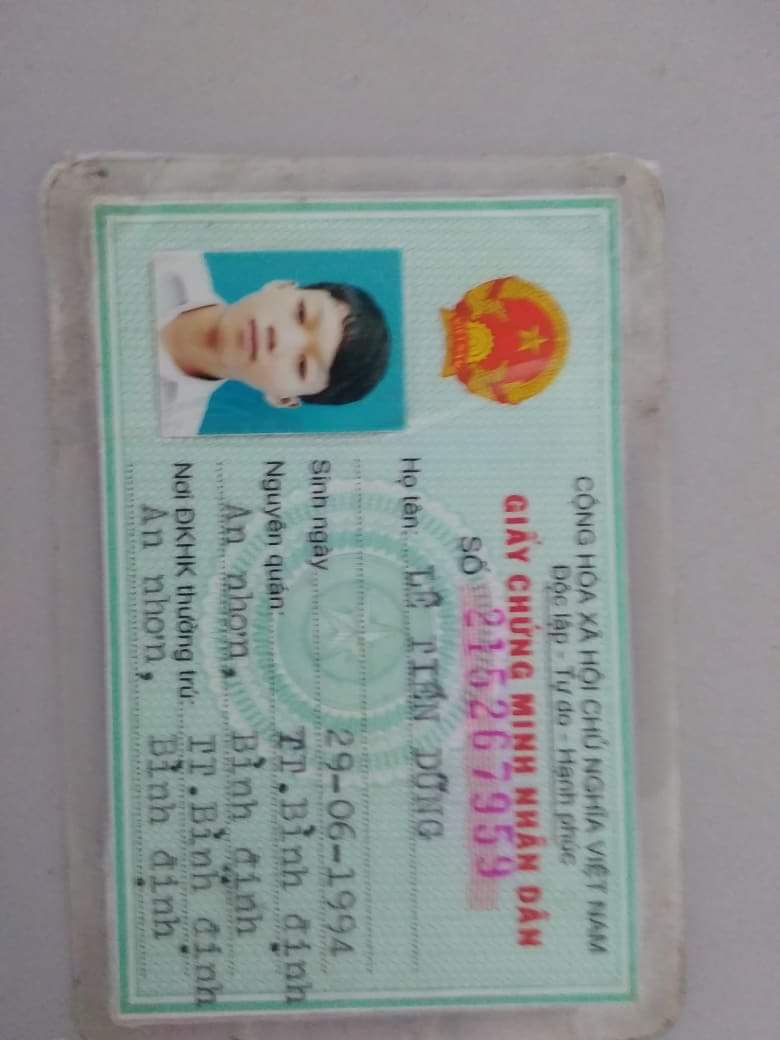 CỘNG HÒA XÃ HỘI CHỦ NGHĨA VIỆT NAM
Độc lập - Tự do - Hạnh phúc
GIẤY CHỨNG MINH NHÂN DÂN
SỐ 215267959
Họ tên: LÊ TIẾN DŨNG
Sinh ngày 29-06-1994
Nguyên quán: TT.Bình định
An nhơn, Bình định
Nơi ĐKHK thường trú: TT.Bình định
An nhơn, Bình định